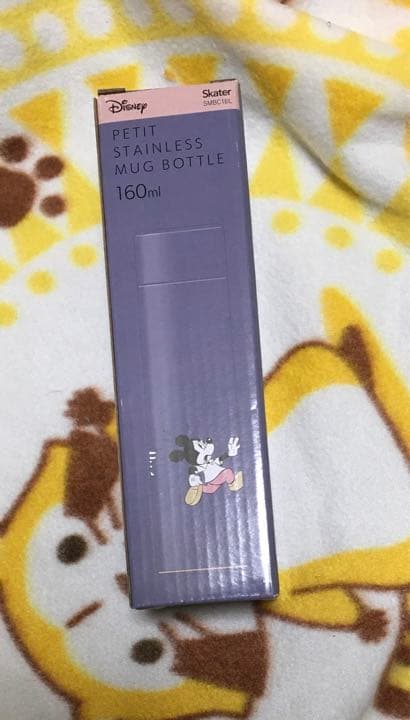 Disney
Skater
SMBC1BL
PETIT
STAINLESS
MUG BOTTLE
160ml